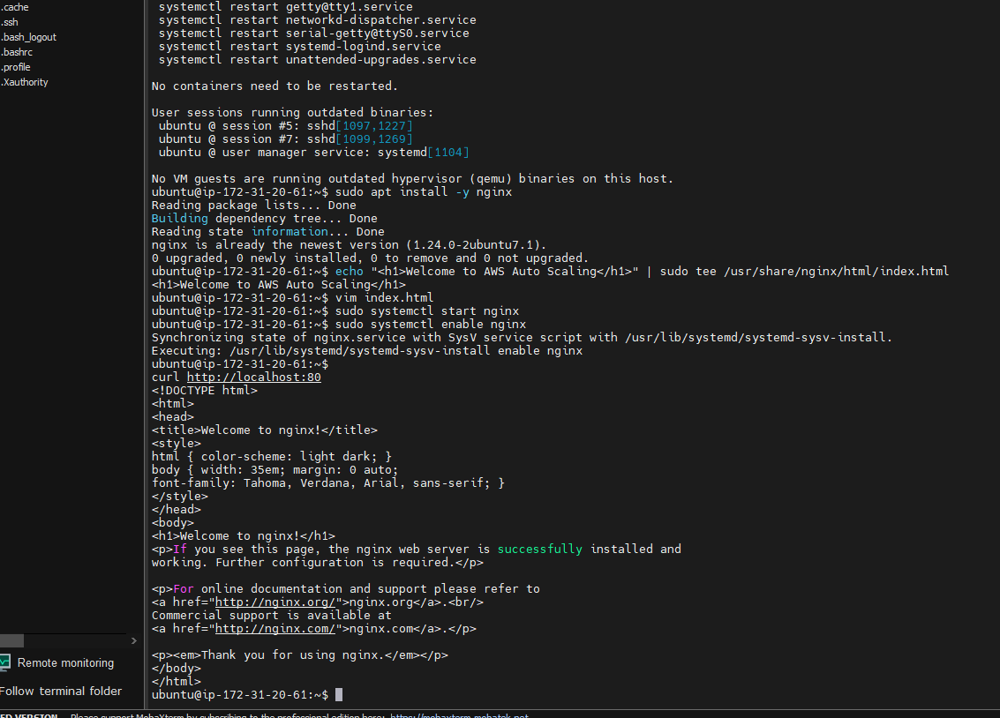 .cache
.ssh
.bash_logout
.bashrc
.profile
.Xauthority
systemctl restart getty@tty1.service
systemctl restart networkd-dispatcher.service
systemctl restart serial-getty@ttyS0.service
systemctl restart systemd-logind.service
systemctl restart unattended-upgrades.service
No containers need to be restarted.
User sessions running outdated binaries:
ubuntu @ session #5: sshd[1097,1227]
ubuntu @ session #7: sshd[1099,1269]
ubuntu @ user manager service: systemd[1104]
No VM guests are running outdated hypervisor (qemu) binaries on this host.
ubuntu@ip-172-31-20-61:~$ sudo apt install -y nginx
Reading package lists... Done
Building dependency tree... Done
Reading state information... Done
nginx is already the newest version (1.24.0-2ubuntu7.1).
0 upgraded, 0 newly installed, 0 to remove and 0 not upgraded.
ubuntu@ip-172-31-20-61:~$ echo "<h1>Welcome to AWS Auto Scaling</h1>" | sudo tee /usr/share/nginx/html/index.html
<h1>Welcome to AWS Auto Scaling</h1>
ubuntu@ip-172-31-20-61:~$ vim index.html
ubuntu@ip-172-31-20-61:~$ sudo systemctl start nginx
ubuntu@ip-172-31-20-61:~$ sudo systemctl enable nginx
Synchronizing state of nginx.service with SysV service script with /usr/lib/systemd/systemd-sysv-install.
Executing: /usr/lib/systemd/systemd-sysv-install enable nginx
ubuntu@ip-172-31-20-61:~$
curl http://localhost:80
<!DOCTYPE html>
<html>
<head>
<title>Welcome to nginx!</title>
<style>
html { color-scheme: light dark; }
body { width: 35em; margin: 0 auto;
font-family: Tahoma, Verdana, Arial, sans-serif; }
</style>
</head>
<body>
<h1>Welcome to nginx!</h1>
<p>If you see this page, the nginx web server is successfully installed and
working. Further configuration is required.</p>
<p>For online documentation and support please refer to
<a href="http://nginx.org/">nginx.org</a>.<br/>
Commercial support is available at
<a href="http://nginx.com/">nginx.com</a>.</p>
<p><em>Thank you for using nginx.</em></p>
</body>
</html>
ubuntu@ip-172-31-20-61:~$
Remote monitoring
Follow terminal folder
ED VERSION - Please support MobaXterm by subscribing to the professional edition here: https://mobaxterm.mobatek.net